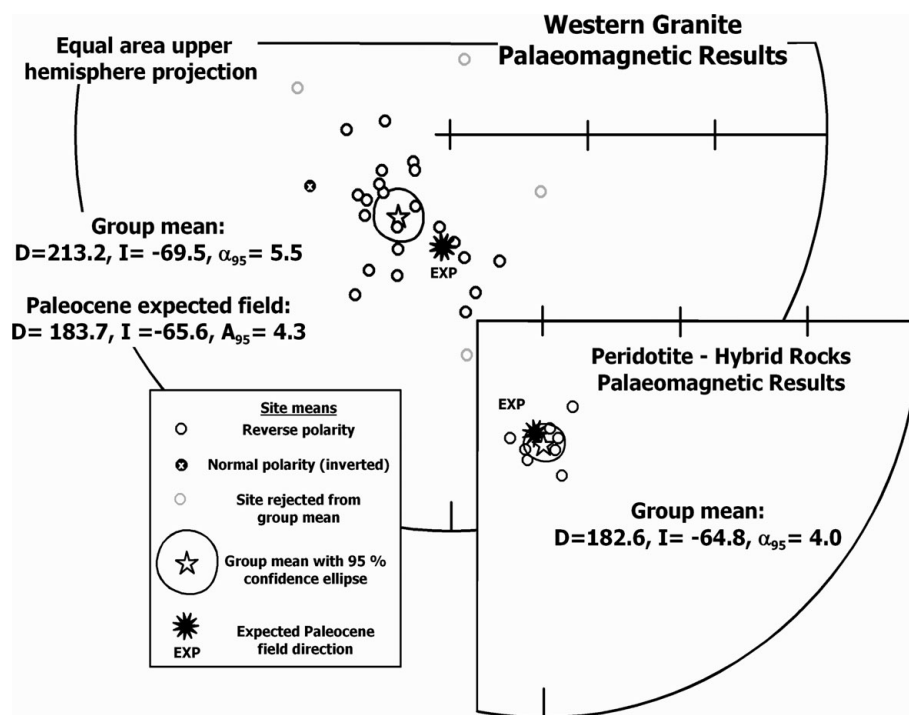 Equal area upper
hemisphere projection
Western Granite
Palaeomagnetic Results
Group mean:
D=213.2, I= -69.5, α95= 5.5
EXP
Paleocene expected field:
D= 183.7, I =-65.6, A95= 4.3
Site means
Reverse polarity
Normal polarity (inverted)
Site rejected from
group mean
Group mean with 95 %
confidence ellipse
EXP
Expected Paleocene
field direction
Peridotite - Hybrid Rocks
Palaeomagnetic Results
EXP
Group mean:
D=182.6, I= -64.8, α95= 4.0